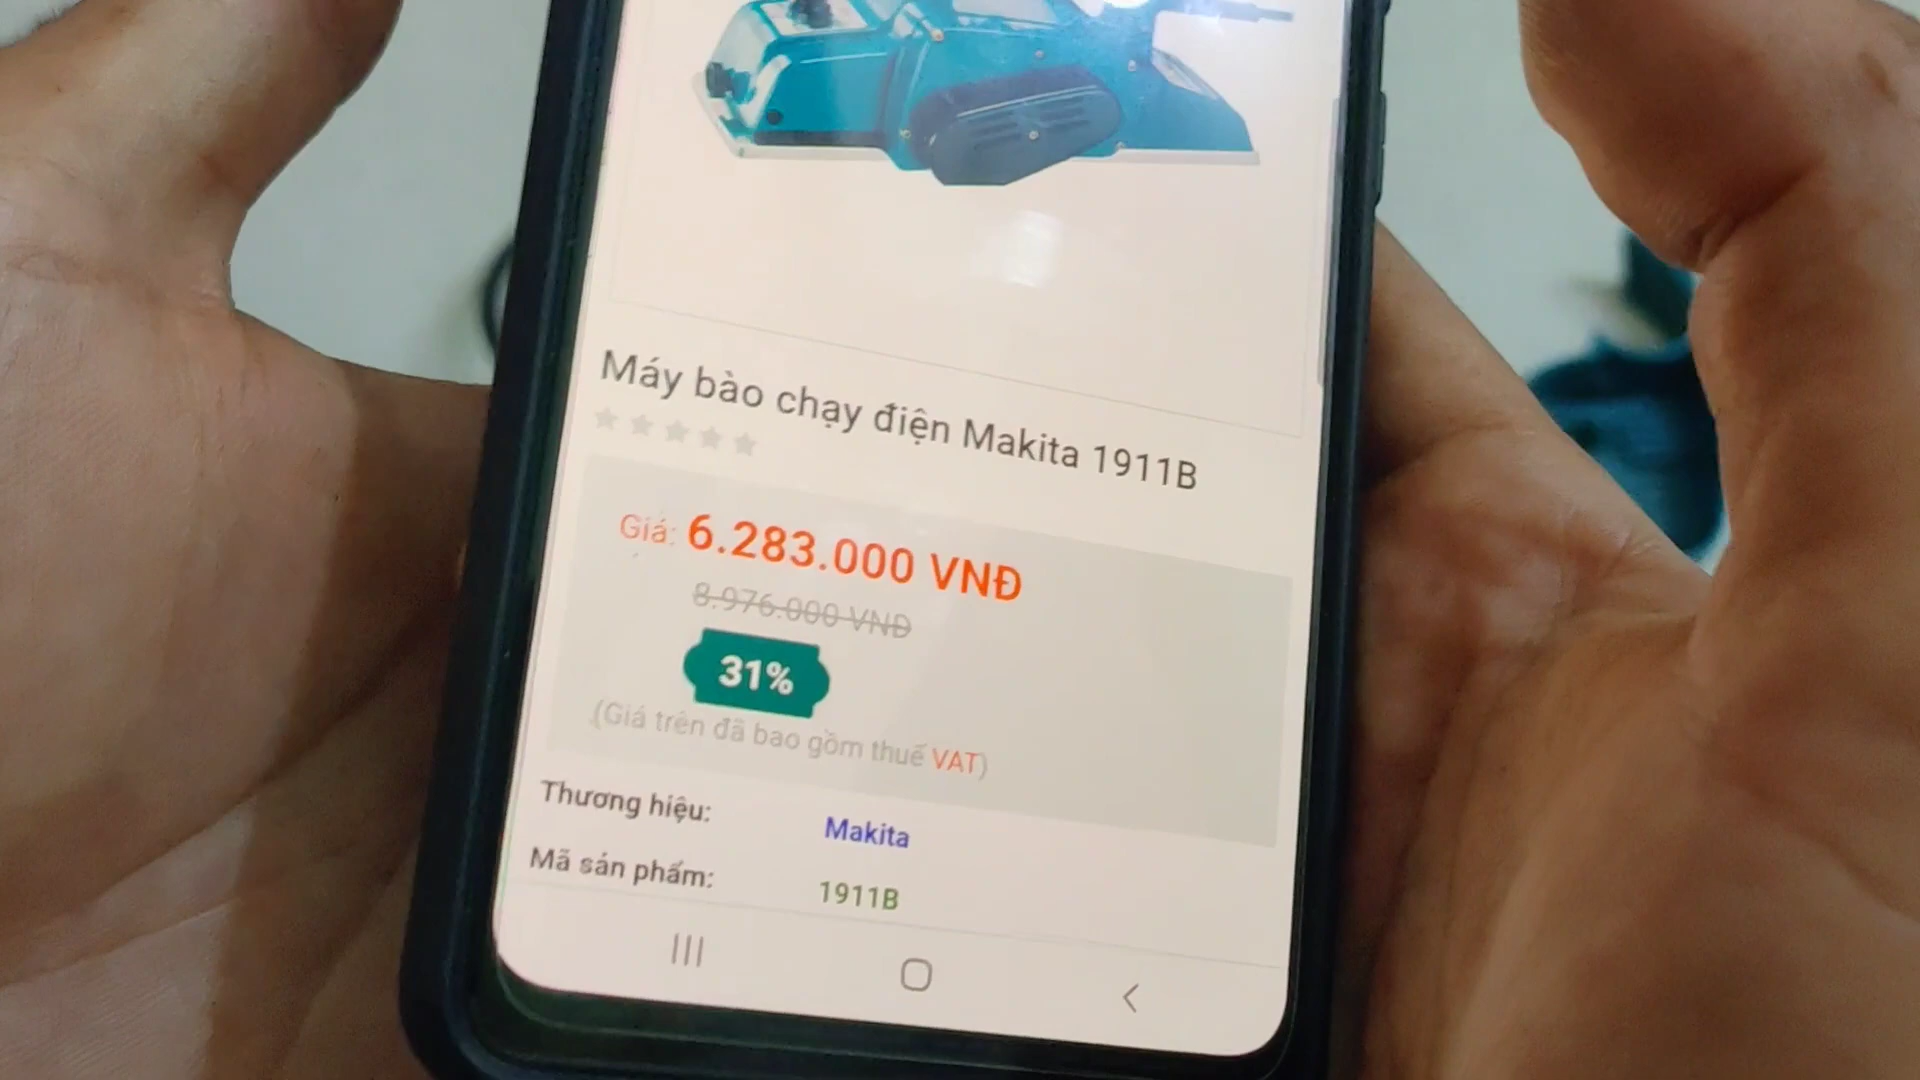 Máy bào chạy điện Makita 1911B
Giá: 6.283.000 VNĐ
8.976.000 VNĐ
31%
(Giá trên đã bao gồm thuế VAT)
Thương hiệu: Makita
Mã sản phẩm: 1911B